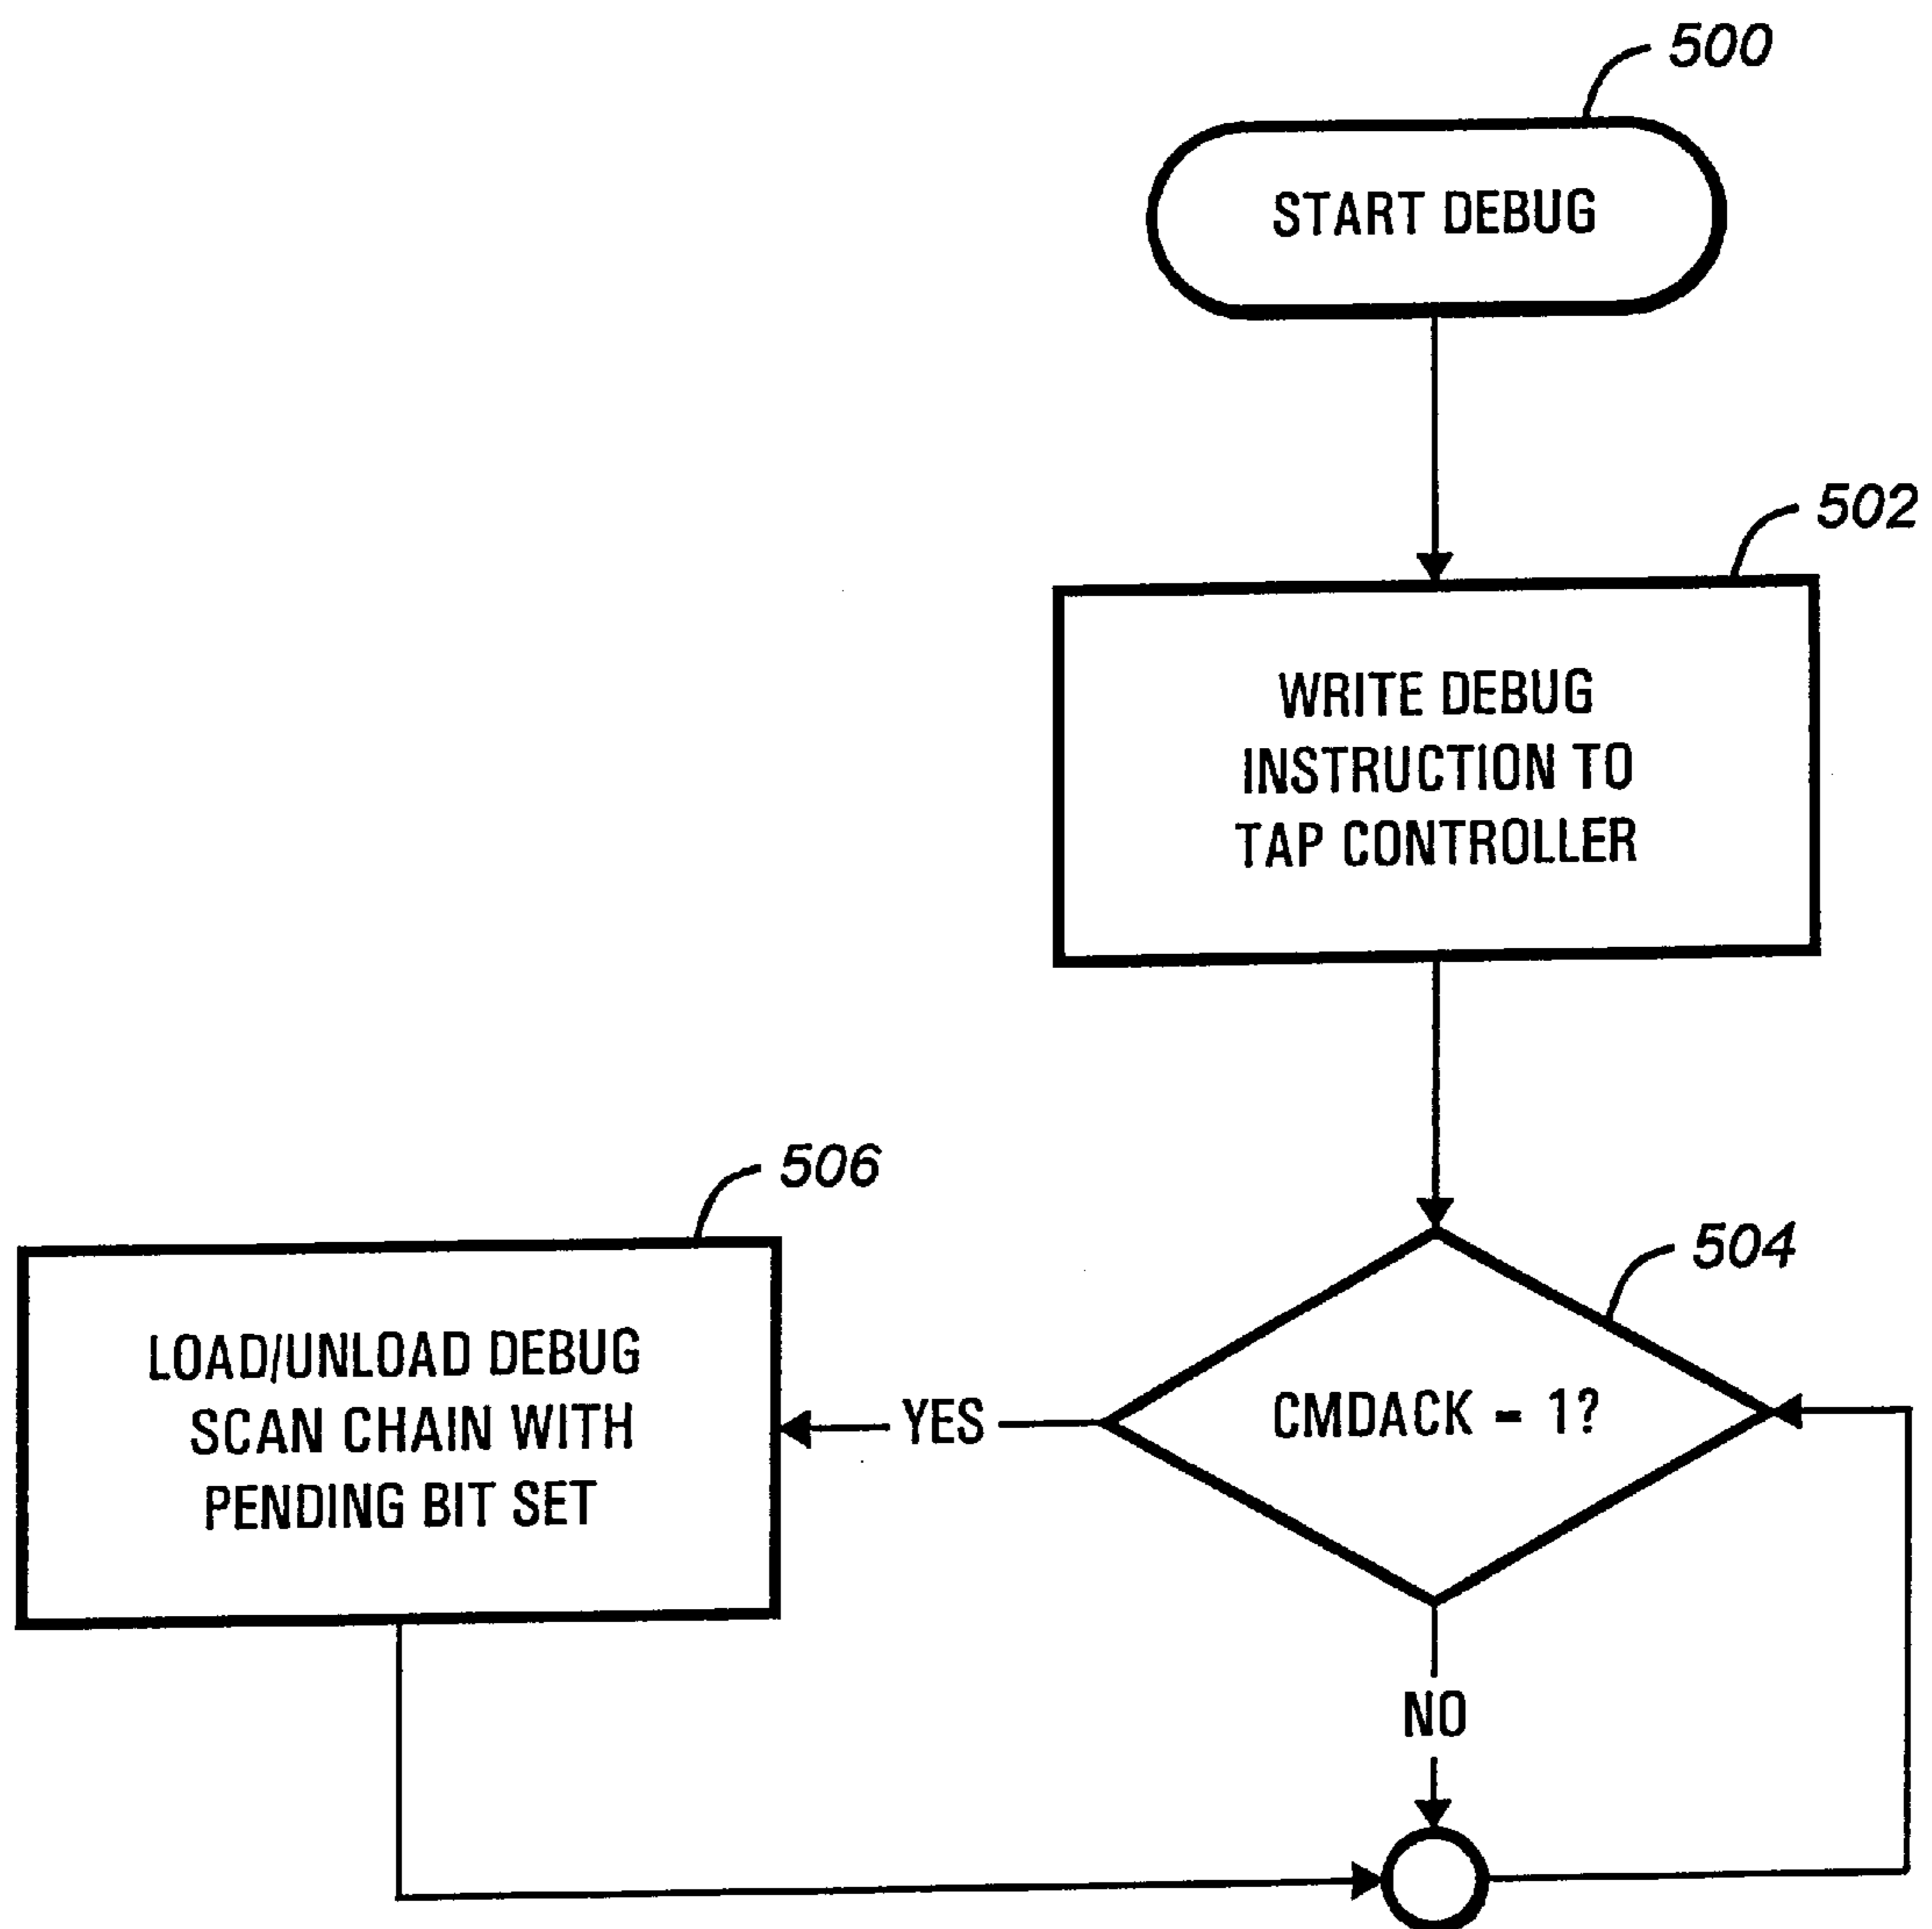 500
START DEBUG
502
WRITE DEBUG
INSTRUCTION TO
TAP CONTROLLER
506
504
LOAD/UNLOAD DEBUG
SCAN CHAIN WITH
PENDING BIT SET
YES
CMDACK = 1?
NO